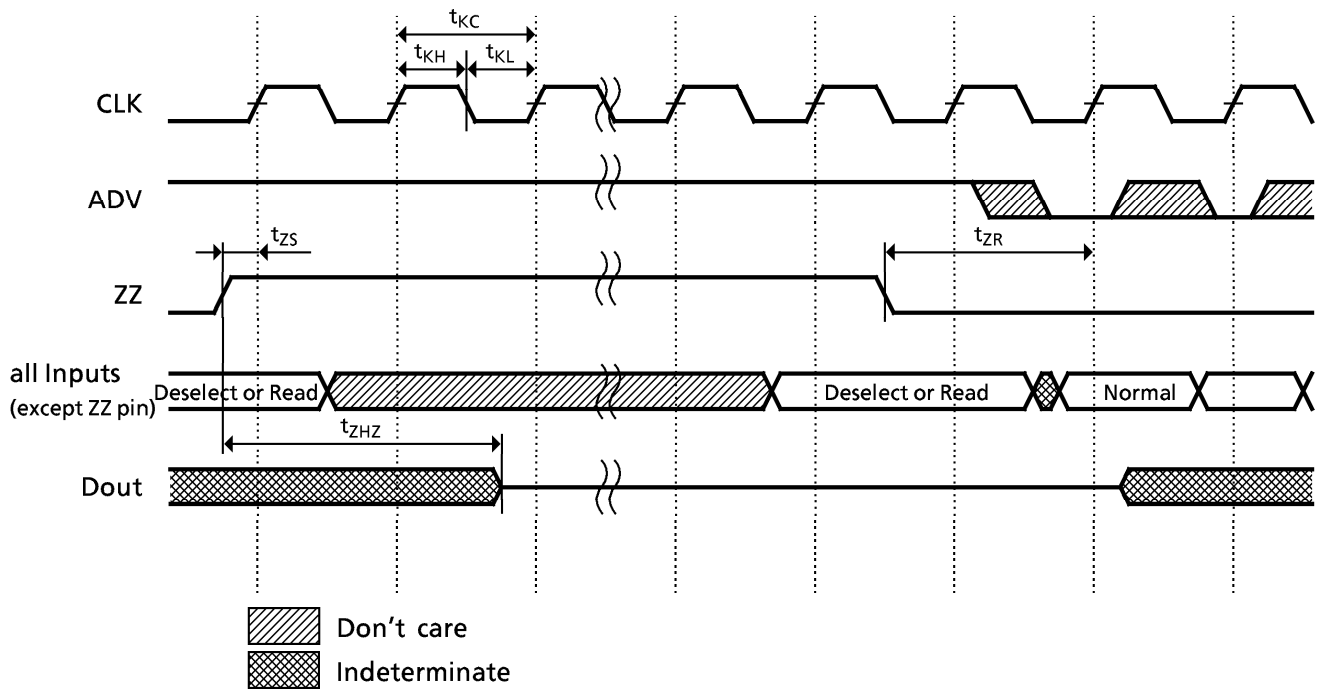 tKC
tKH tKL
CLK
ADV
tZS tZR
ZZ
all Inputs
(except ZZ pin) Deselect or Read Deselect or Read Normal
tZHZ
Dout
Don't care
Indeterminate